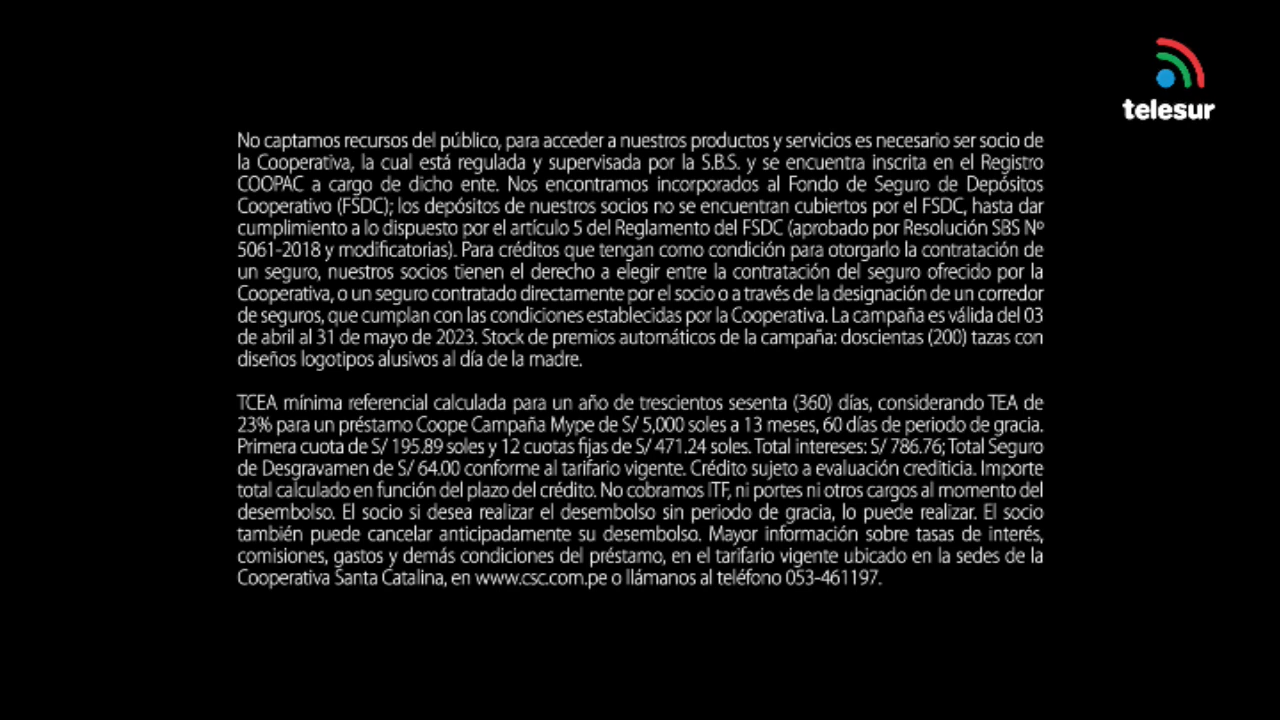 telesur
No captamos recursos del público, para acceder a nuestros productos y servicios es necesario ser socio de
la Cooperativa, la cual está regulada y supervisada por la S.B.S. y se encuentra inscrita en el Registro
COOPAC a cargo de dicho ente. Nos encontramos incorporados al Fondo de Seguro de Depósitos
Cooperativo (FSDC); los depósitos de nuestros socios no se encuentran cubiertos por el FSDC, hasta dar
cumplimiento a lo dispuesto por el artículo 5 del Reglamento del FSDC (aprobado por Resolución SBS Nº
5061-2018 y modificatorias). Para créditos que tengan como condición para otorgarlo la contratación de
un seguro, nuestros socios tienen el derecho a elegir entre la contratación del seguro ofrecido por la
Cooperativa, o un seguro contratado directamente por el socio o a través de la designación de un corredor
de seguros, que cumplan con las condiciones establecidas por la Cooperativa. La campaña es válida del 03
de abril al 31 de mayo de 2023. Stock de premios automáticos de la campaña: doscientas (200) tazas con
diseños logotipos alusivos al día de la madre.
TCEA mínima referencial calculada para un año de trescientos sesenta (360) días, considerando TEA de
23% para un préstamo Coope Campaña Mype de S/ 5,000 soles a 13 meses, 60 días de periodo de gracia.
Primera cuota de S/ 195.89 soles y 12 cuotas fijas de S/ 471.24 soles. Total intereses: S/ 786.76; Total Seguro
de Desgravamen de S/ 64.00 conforme al tarifario vigente. Crédito sujeto a evaluación crediticia. Importe
total calculado en función del plazo del crédito. No cobramos ITF, ni portes ni otros cargos al momento del
desembolso. El socio si desea realizar el desembolso sin periodo de gracia, lo puede realizar. El socio
también puede cancelar anticipadamente su desembolso. Mayor información sobre tasas de interés,
comisiones, gastos y demás condiciones del préstamo, en el tarifario vigente ubicado en la sedes de la
Cooperativa Santa Catalina, en www.csc.com.pe o llámanos al teléfono 053-461197.